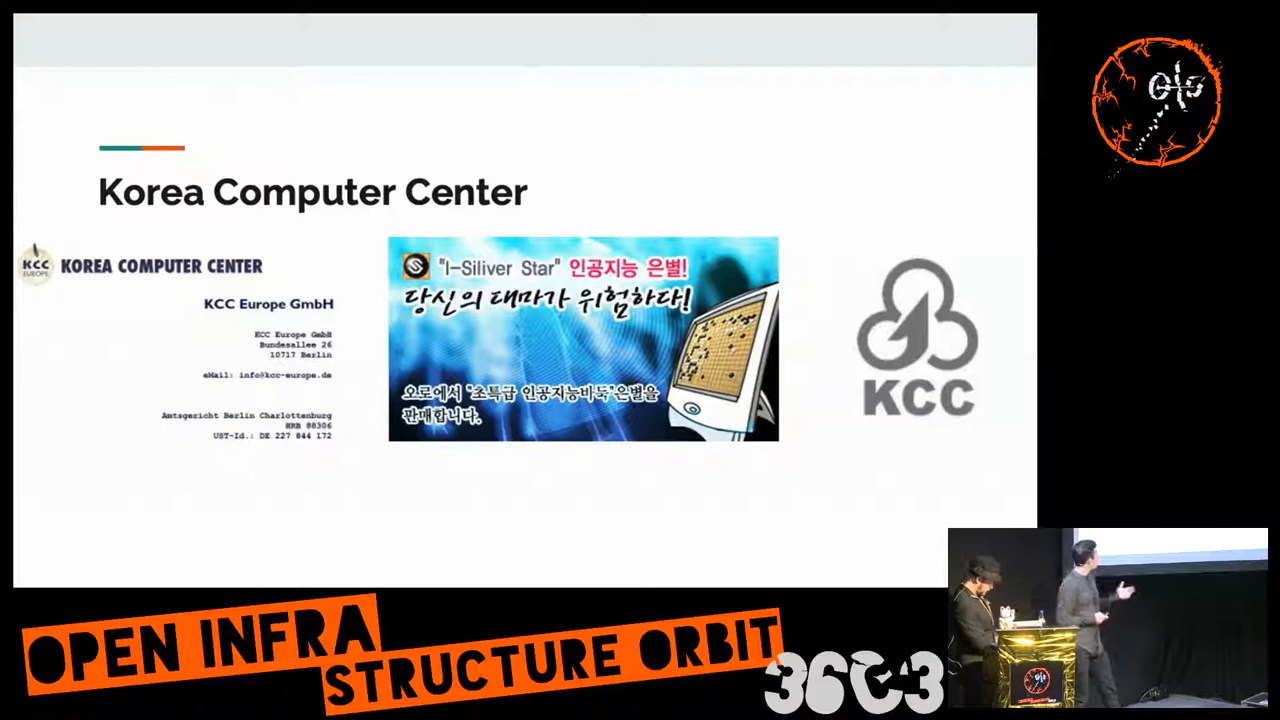 Korea Computer Center
KCC
EUROPE
KOREA COMPUTER CENTER
KCC Europe GmbH
KCC Europe GmbH
Bundesallee 26
10717 Berlin
eMail: info@kcc-europe.de
Amtsgericht Berlin Charlottenburg
HRB 88306
UST-Id.: DE 227 844 172
"I-Siliver Star" 인공지능 은별!
당신의 대마가 위험하다!
오로에서 "초특급 인공지능바둑"은별을
판매합니다.
KCC
OIO
OPEN INFRA
STRUCTURE ORBIT
36C3